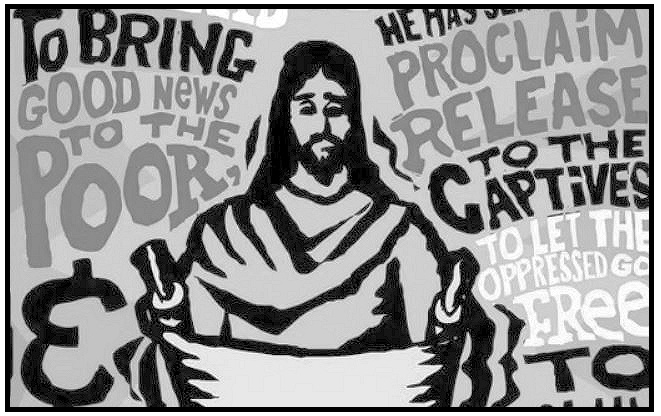 TO BRING
GOOD NEWS
TO THE
POOR,
&
HE HAS
PROCLAiM
RELEASE
TO THE
CAPTiVES
TO LET THE
OPPRESSED GO
FRee
TO